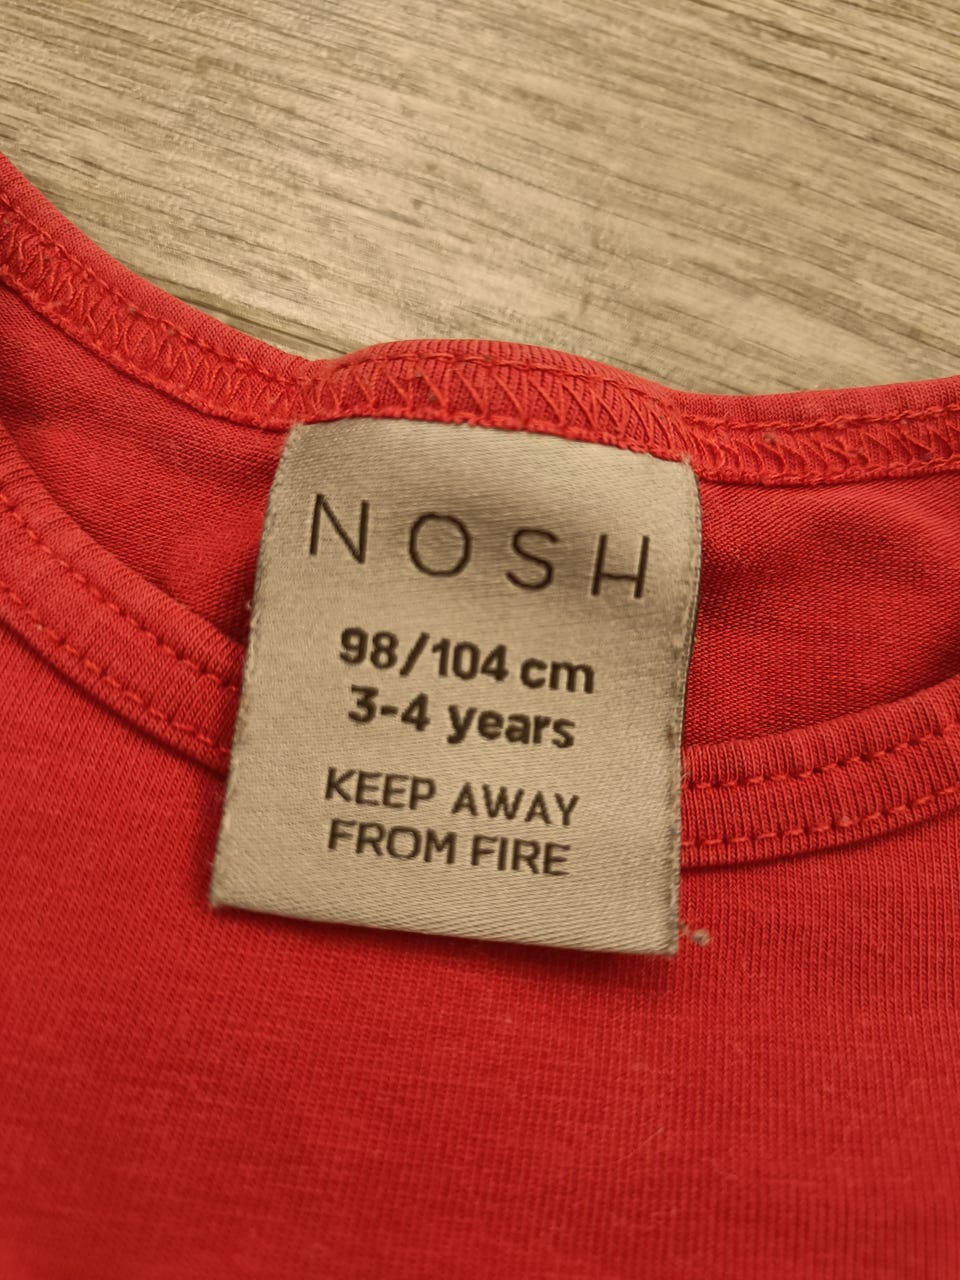 NOSH
98/104 cm
3-4 years
KEEP AWAY
FROM FIRE